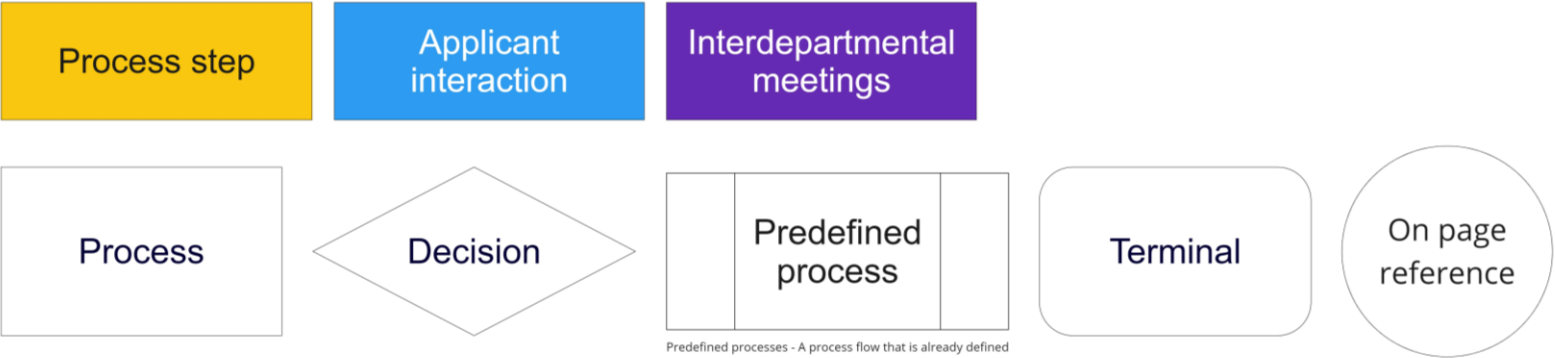 Process step
Applicant
interaction
Interdepartmental
meetings
Process
Decision
Predefined
process
Terminal
On page
reference
Predefined processes - A process flow that is already defined